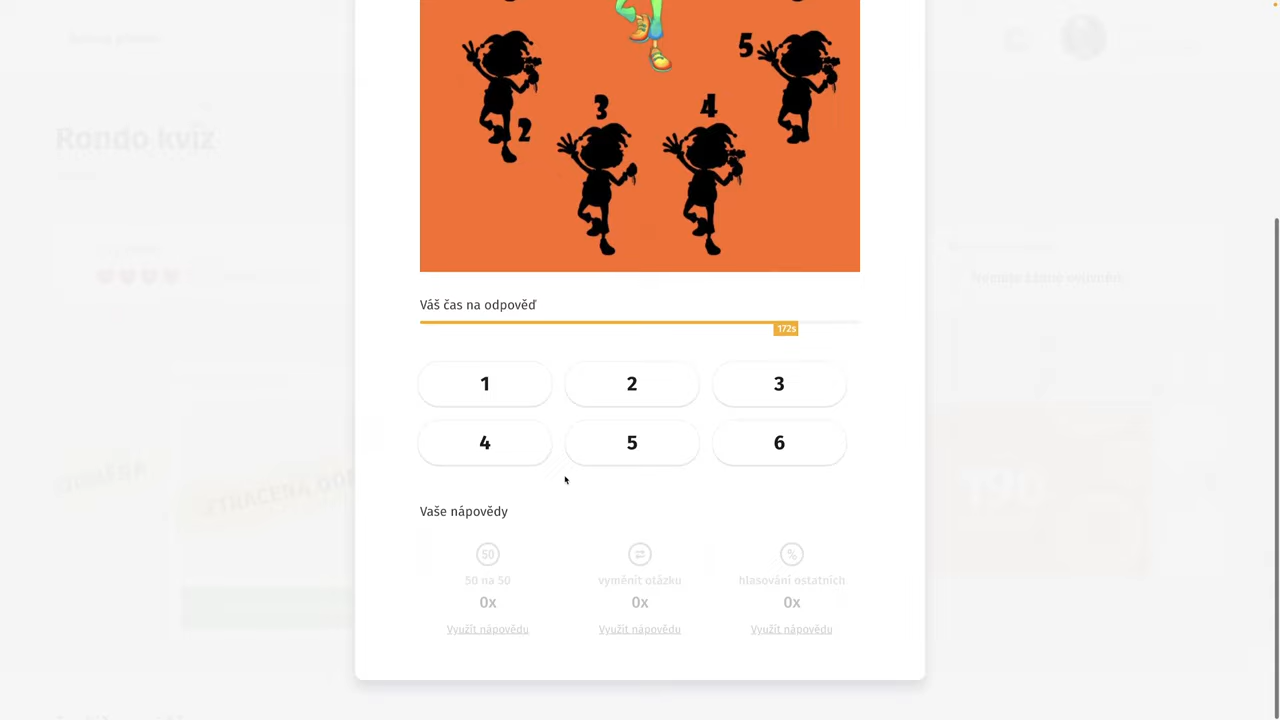 5
2
3
4
Rondo kvíz
Váš čas na odpověď
172s
1
2
3
4
5
6
ZTRACENA
Vaše nápovědy
50
%
50 na 50
vyměnit otázku
hlasování ostatních
0x
0x
0x
Využít nápovědu
Využít nápovědu
Využít nápovědu